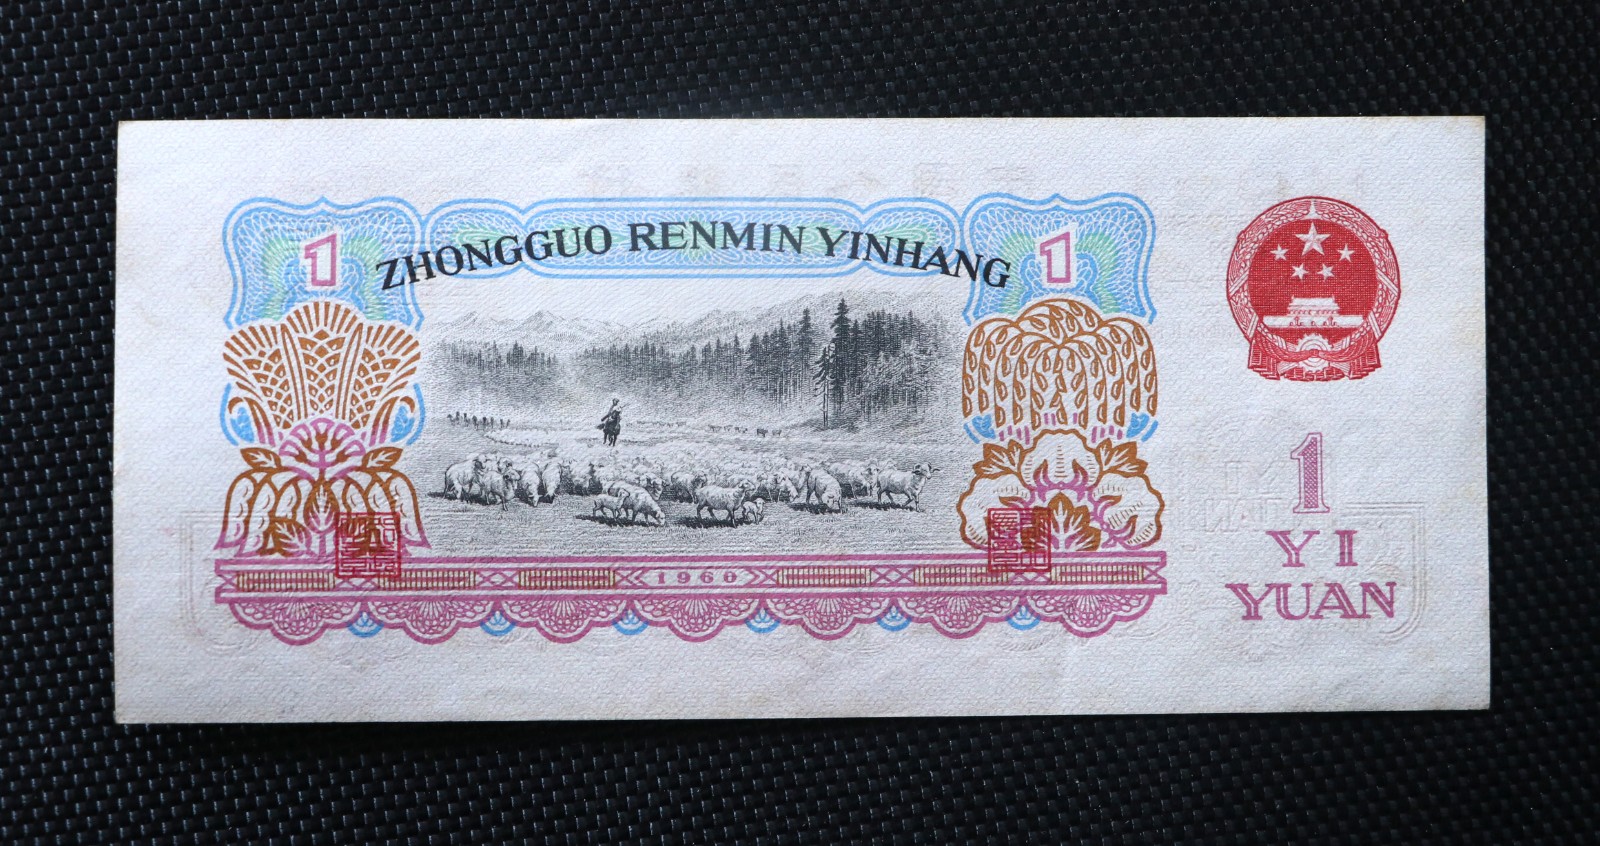 1
ZHONGGUO RENMIN YINHANG
1
1960
1
YI
YUAN